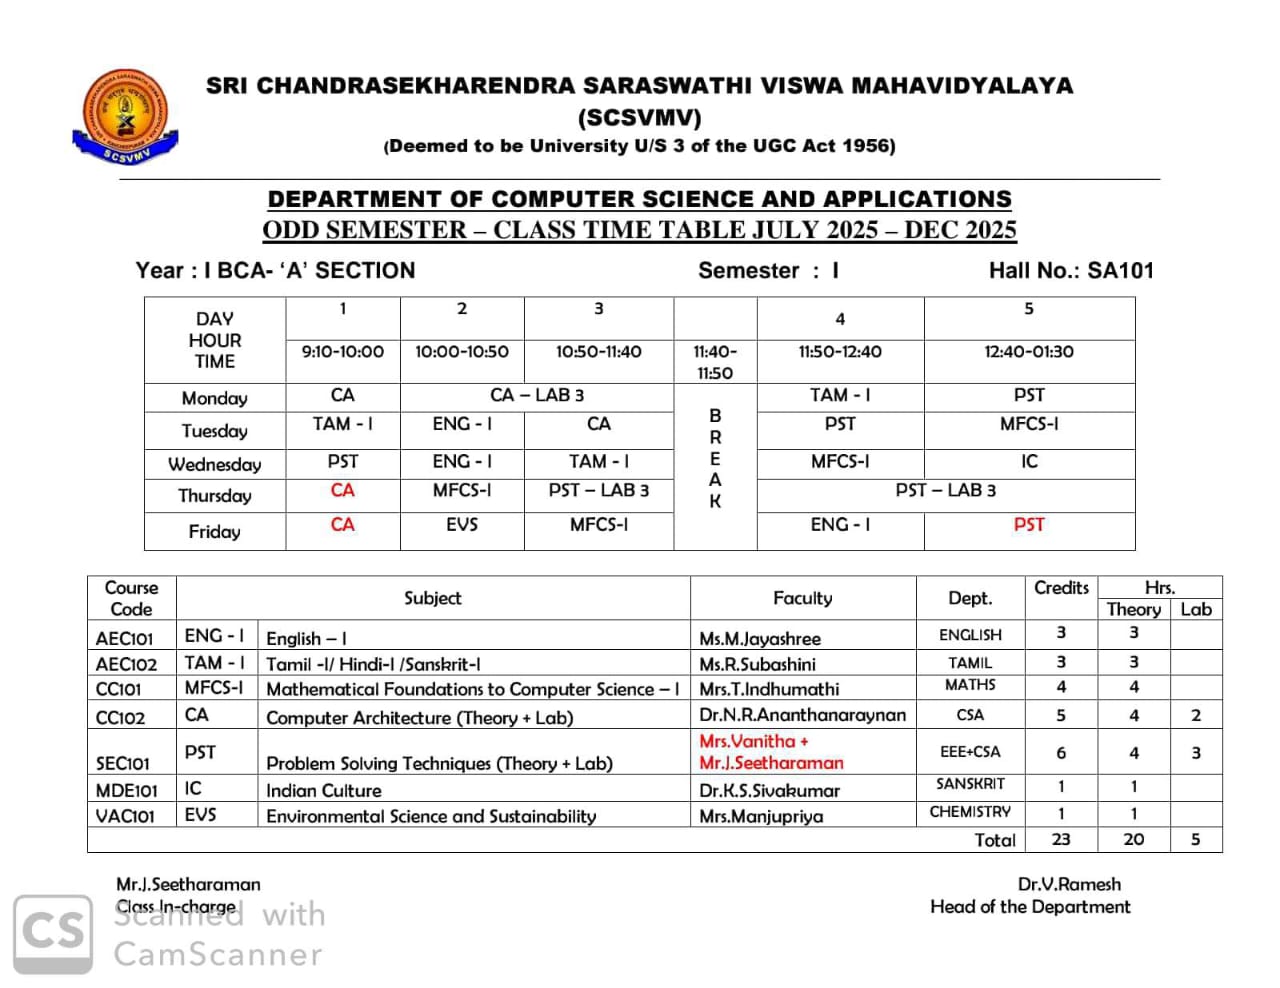 SRI CHANDRASEKHARENDRA SARASWATHI VISWA MAHAVIDYALAYA
(SCSVMV)
(Deemed to be University U/S 3 of the UGC Act 1956)
SCSVMV
DEPARTMENT OF COMPUTER SCIENCE AND APPLICATIONS
ODD SEMESTER – CLASS TIME TABLE JULY 2025 – DEC 2025
Year : I BCA- ‘A’ SECTION Semester : I Hall No.: SA101
DAY HOUR TIME 1 2 3 4 5
9:10-10:00 10:00-10:50 10:50-11:40 11:40-11:50 11:50-12:40 12:40-01:30
Monday CA CA – LAB 3 BREAK TAM - I PST
Tuesday TAM - I ENG - I CA PST MFCS-I
Wednesday PST ENG - I TAM - I MFCS-I IC
Thursday CA MFCS-I PST – LAB 3 PST – LAB 3
Friday CA EVS MFCS-I ENG - I PST
Course Code Subject Faculty Dept. Credits Hrs.
Theory Lab
AEC101 ENG - I English – I Ms.M.Jayashree ENGLISH 3 3
AEC102 TAM - I Tamil -I/ Hindi-I /Sanskrit-I Ms.R.Subashini TAMIL 3 3
CC101 MFCS-I Mathematical Foundations to Computer Science – I Mrs.T.Indhumathi MATHS 4 4
CC102 CA Computer Architecture (Theory + Lab) Dr.N.R.Ananthanaraynan CSA 5 4 2
SEC101 PST Problem Solving Techniques (Theory + Lab) Mrs.Vanitha + Mr.J.Seetharaman EEE+CSA 6 4 3
MDE101 IC Indian Culture Dr.K.S.Sivakumar SANSKRIT 1 1
VAC101 EVS Environmental Science and Sustainability Mrs.Manjupriya CHEMISTRY 1 1
Total 23 20 5
Mr.J.Seetharaman Dr.V.Ramesh
Class In-charge Head of the Department
CS Scanned with
CamScanner